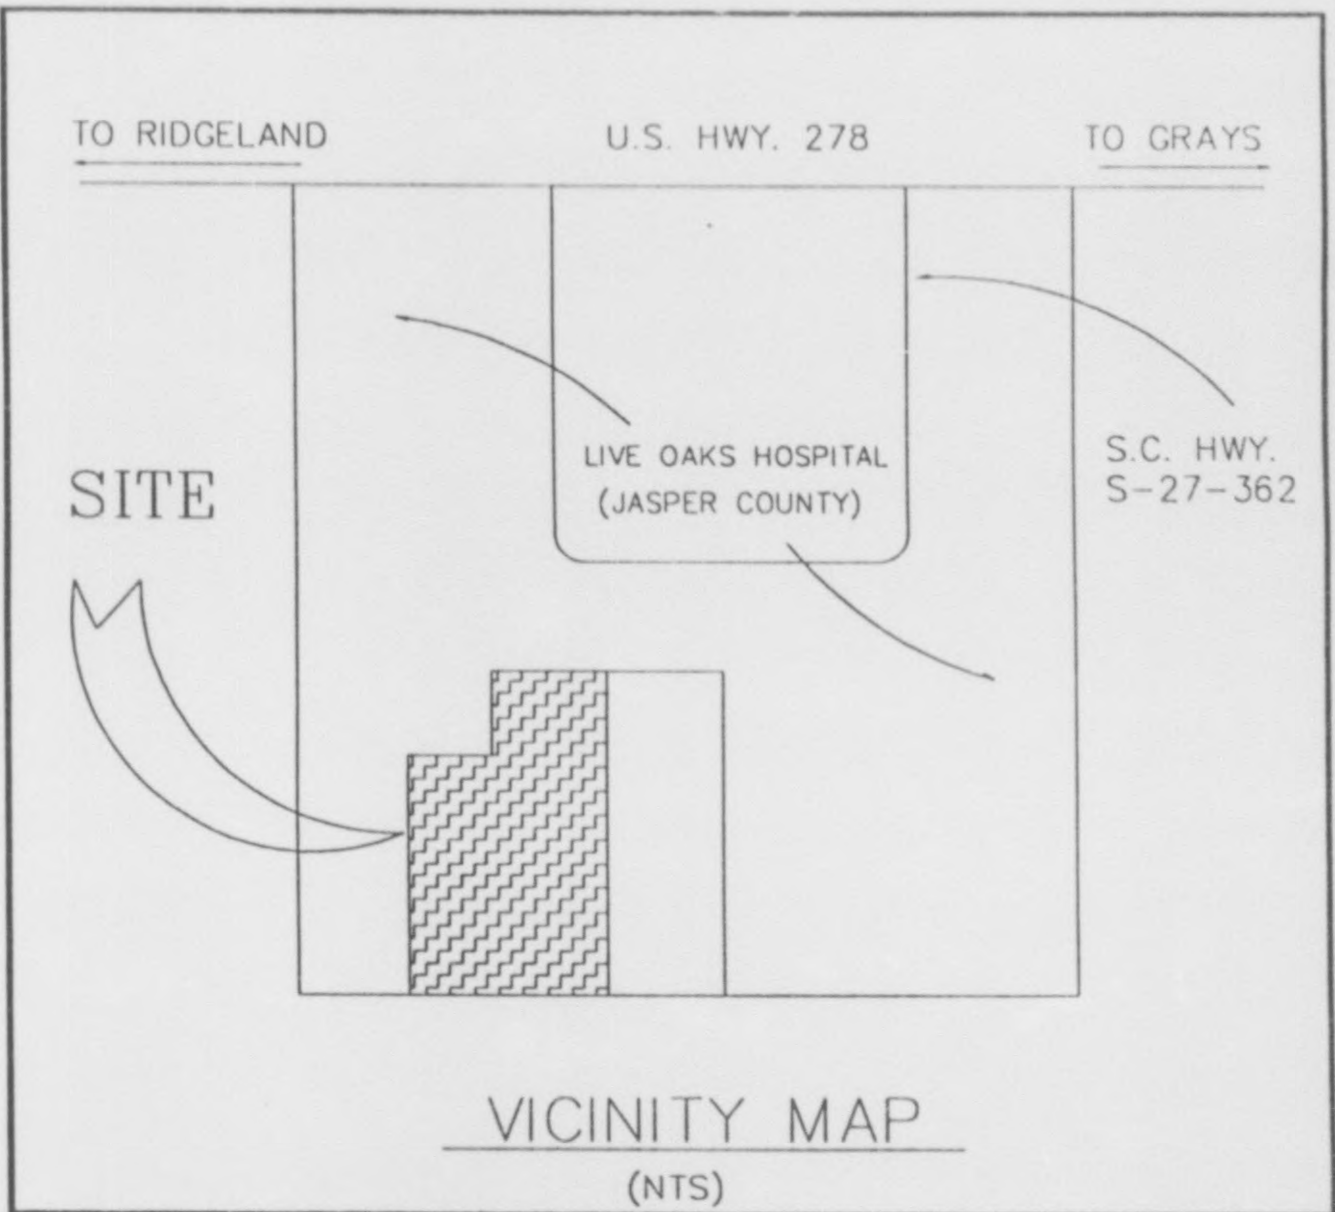 TO RIDGELAND
U.S. HWY. 278
TO GRAYS
LIVE OAKS HOSPITAL
(JASPER COUNTY)
S.C. HWY.
S-27-362
SITE
VICINITY MAP
(NTS)